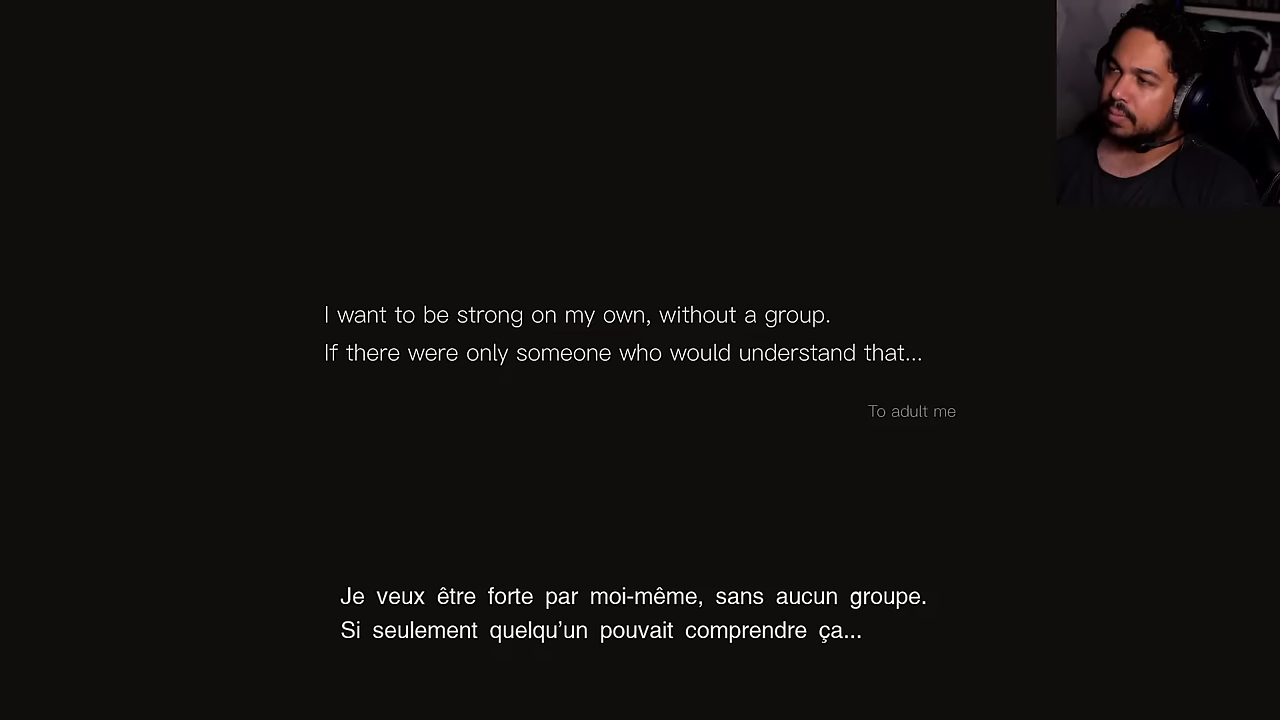 I want to be strong on my own, without a group.
If there were only someone who would understand that...
To adult me
Je veux être forte par moi-même, sans aucun groupe.
Si seulement quelqu'un pouvait comprendre ça...